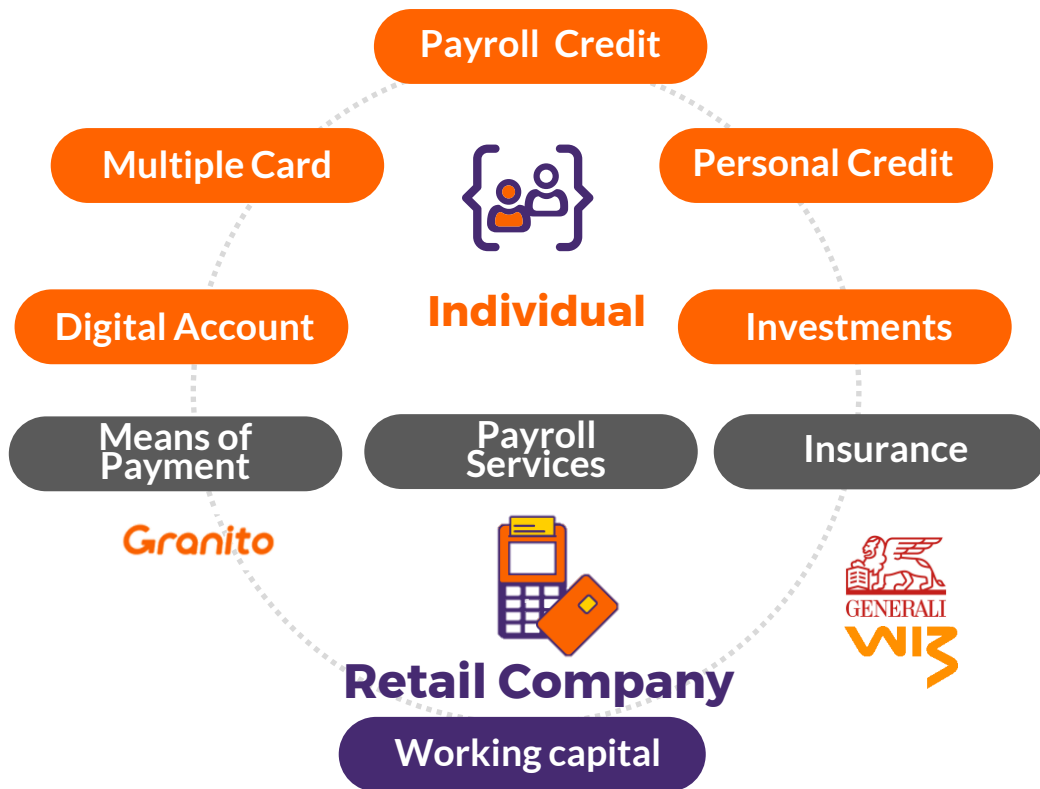 Payroll Credit
Multiple Card
Personal Credit
Individual
Digital Account
Investments
Means of
Payment
Payroll
Services
Insurance
Granito
GENERALI
WIZ
Retail Company
Working capital